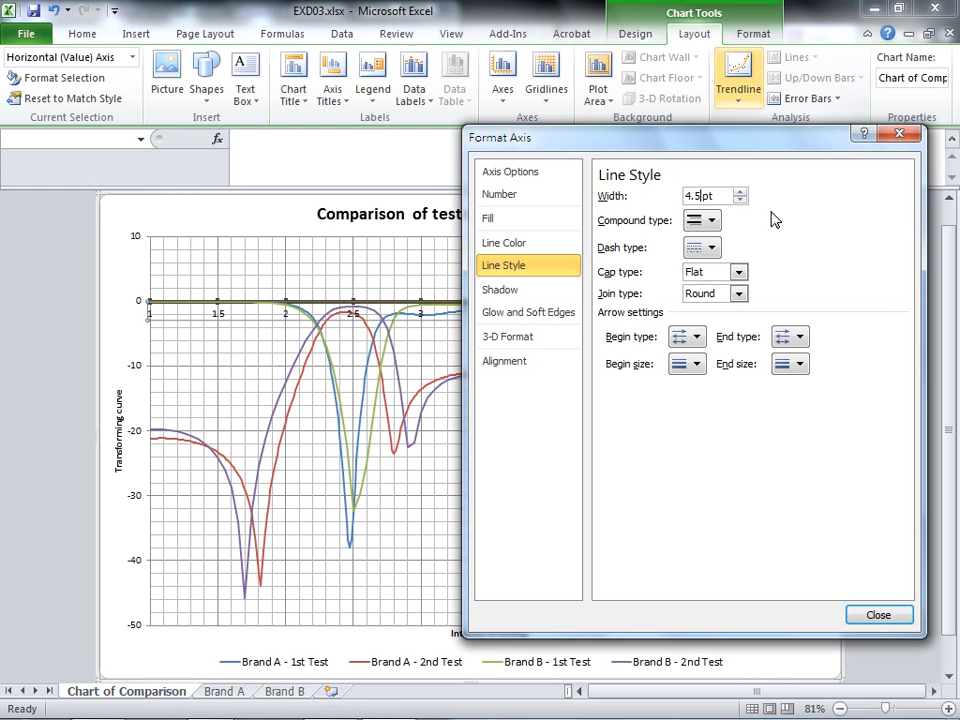 EXD03.xlsx - Microsoft Excel
Chart Tools
File Home Insert Page Layout Formulas Data Review View Add-Ins Acrobat Design Layout Format
Horizontal (Value) Axis
Format Selection
Reset to Match Style
Current Selection
Picture
Shapes
Text
Box
Insert
Chart
Title
Axis
Titles
Legend
Data
Labels
Data
Table
Labels
Axes
Gridlines
Axes
Plot
Area
Chart Wall
Chart Floor
3-D Rotation
Background
Trendline
Lines
Up/Down Bars
Error Bars
Analysis
Chart Name:
Chart of Comp
Properties
fx
Comparison of test
10
0
-10
-20
-30
-40
-50
1 1.5 2 2.5 3
Transforming curve
Int
Brand A - 1st Test
Brand A - 2nd Test
Brand B - 1st Test
Brand B - 2nd Test
Format Axis
Axis Options
Number
Fill
Line Color
Line Style
Shadow
Glow and Soft Edges
3-D Format
Alignment
Line Style
Width: 4.5 pt
Compound type:
Dash type:
Cap type: Flat
Join type: Round
Arrow settings
Begin type: End type:
Begin size: End size:
Close
Chart of Comparison Brand A Brand B
Ready
81%